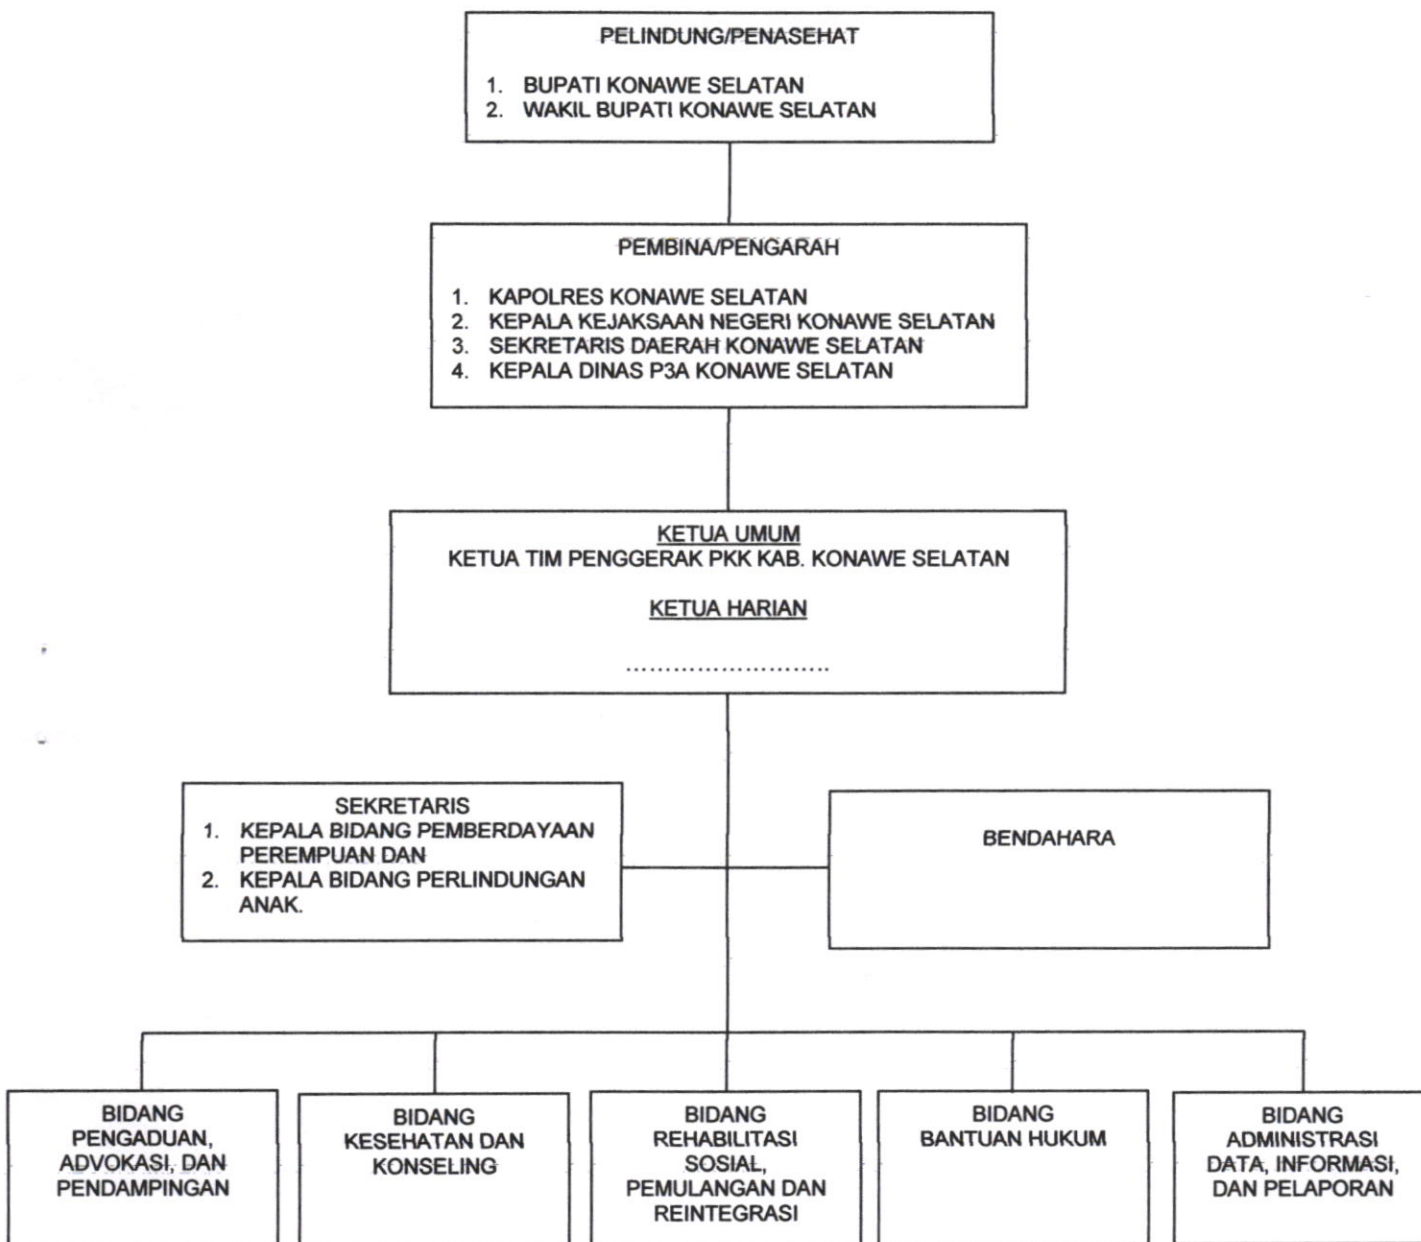 PELINDUNG/PENASEHAT
1. BUPATI KONAWE SELATAN
2. WAKIL BUPATI KONAWE SELATAN
PEMBINA/PENGARAH
1. KAPOLRES KONAWE SELATAN
2. KEPALA KEJAKSAAN NEGERI KONAWE SELATAN
3. SEKRETARIS DAERAH KONAWE SELATAN
4. KEPALA DINAS P3A KONAWE SELATAN
KETUA UMUM
KETUA TIM PENGGERAK PKK KAB. KONAWE SELATAN
KETUA HARIAN
..........................
SEKRETARIS
1. KEPALA BIDANG PEMBERDAYAAN
PEREMPUAN DAN
2. KEPALA BIDANG PERLINDUNGAN
ANAK.
BENDAHARA
BIDANG
PENGADUAN,
ADVOKASI, DAN
PENDAMPINGAN
BIDANG
KESEHATAN DAN
KONSELING
BIDANG
REHABILITASI
SOSIAL,
PEMULANGAN DAN
REINTEGRASI
BIDANG
BANTUAN HUKUM
BIDANG
ADMINISTRASI
DATA, INFORMASI,
DAN PELAPORAN